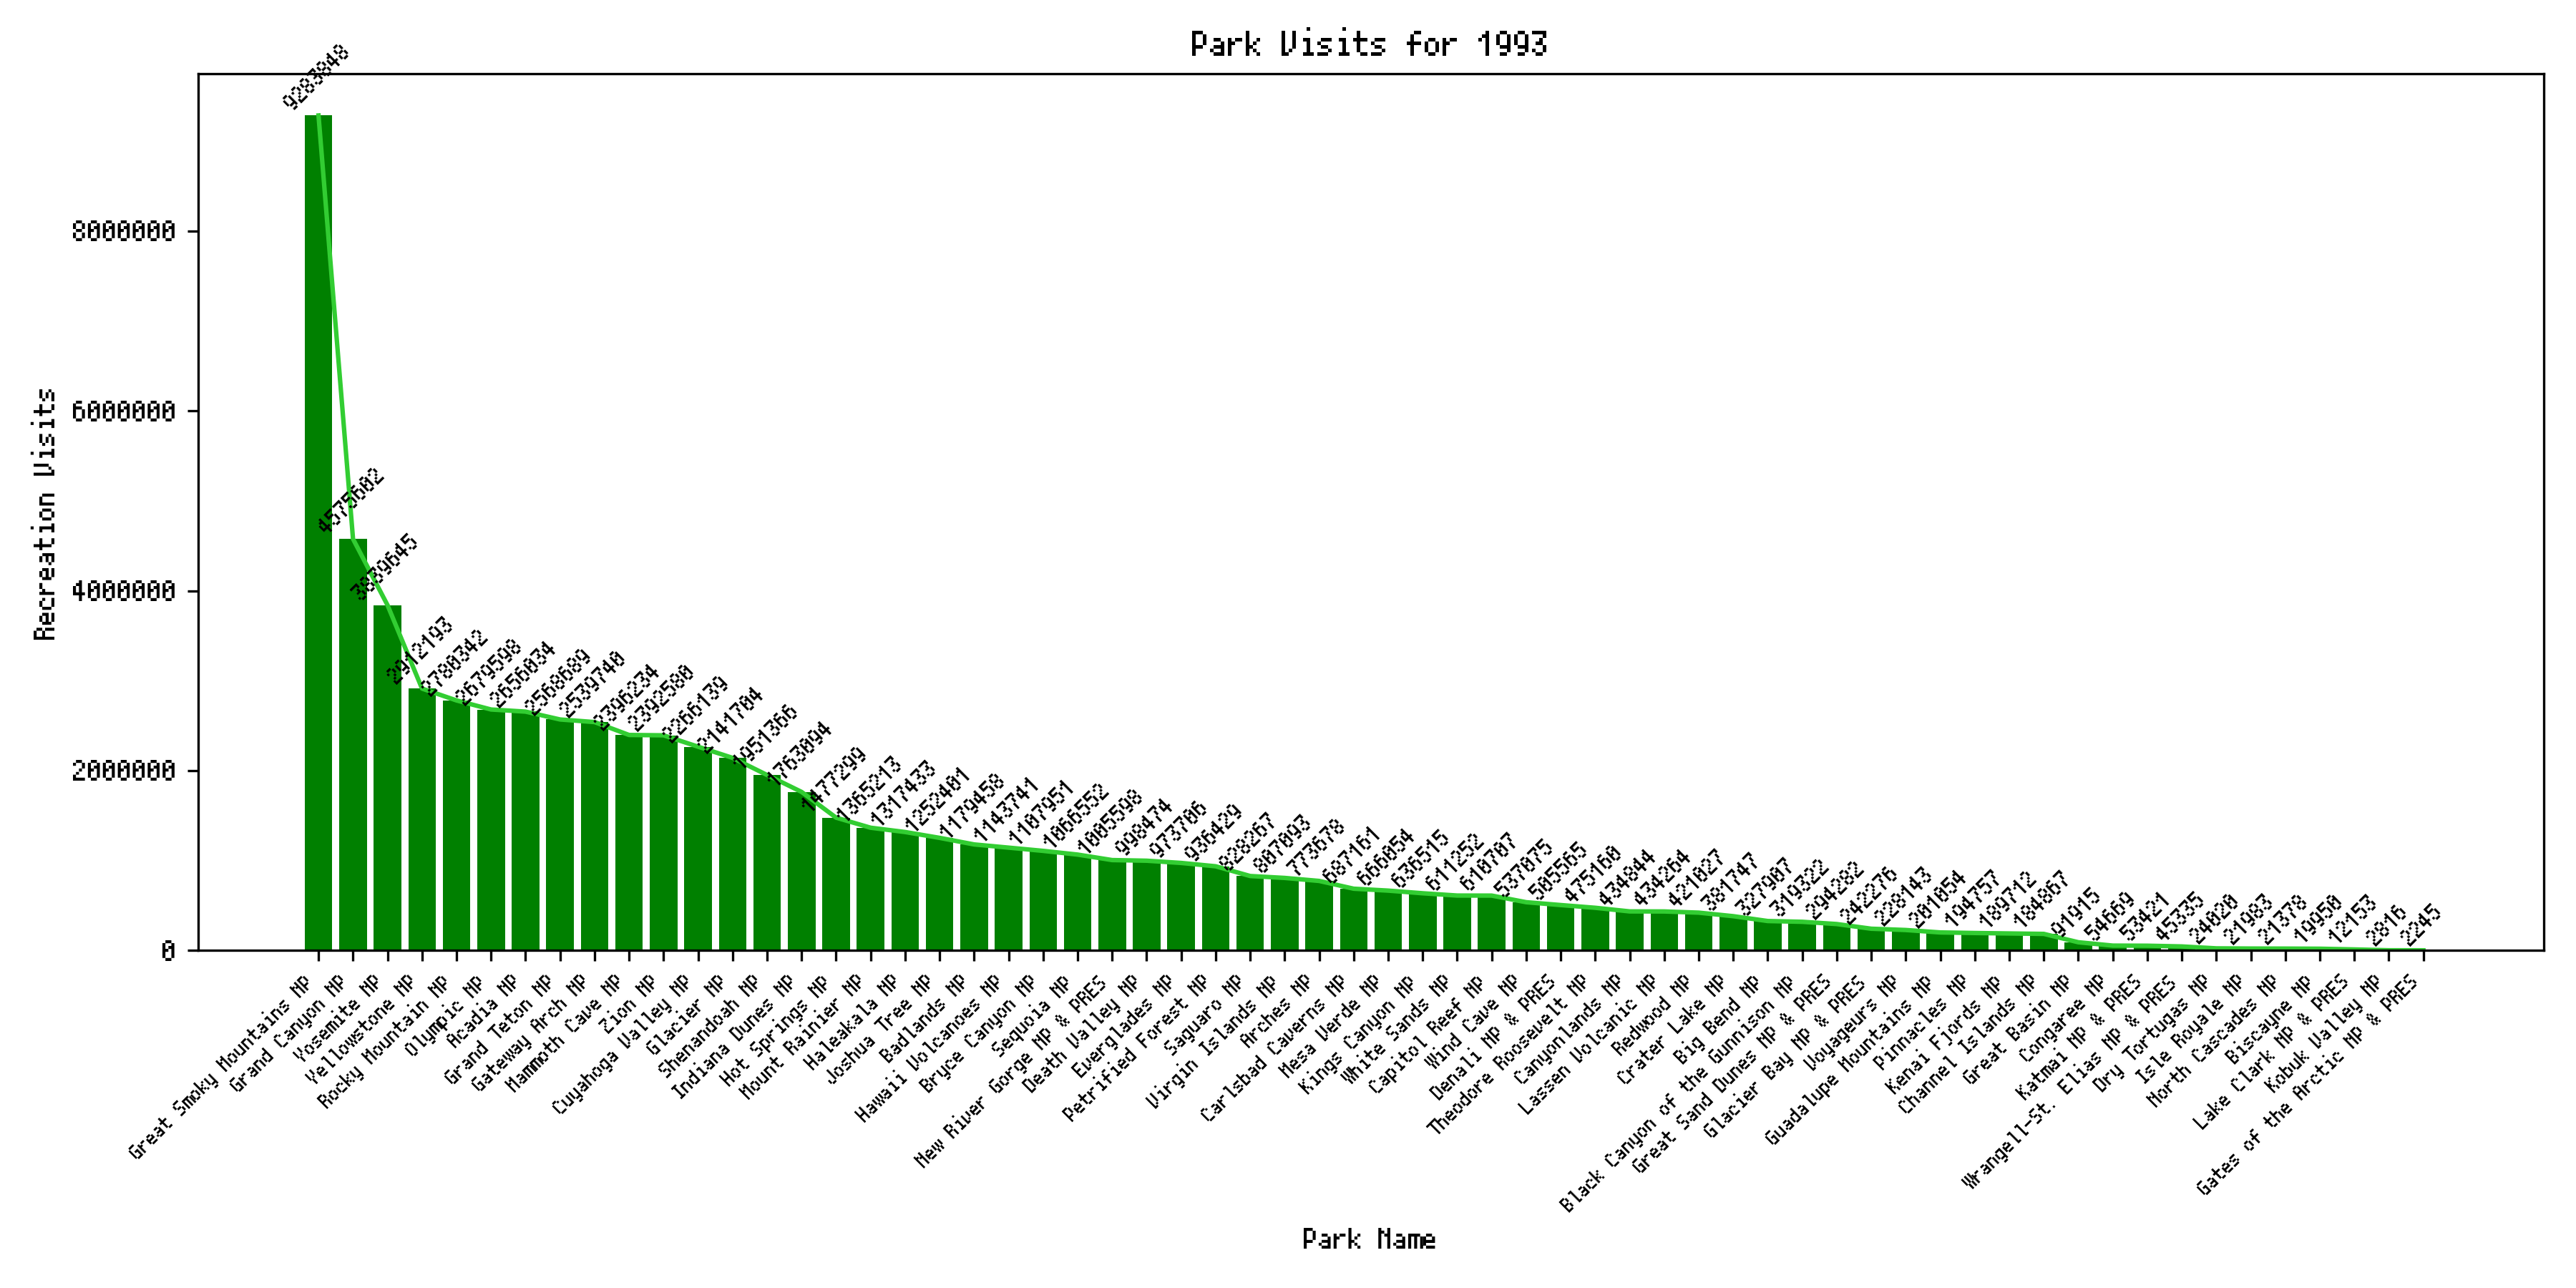 Park Visits for 1993
Recreation Visits
8000000
6000000
4000000
2000000
0
9283848
4575602
3839645
2912193
2780342
2679598
2656034
2568689
2539740
2396234
2392580
2266139
2141704
1951366
1763094
1477299
1365213
1317433
1252401
1179458
1143741
1107951
1066552
1005598
998474
973706
936429
828267
807093
773678
687161
666054
636515
611252
610707
537075
505565
475160
434844
434264
421027
381747
327907
319322
294282
242276
228143
201054
194757
189712
184867
91915
54669
53421
45335
24020
21983
21378
19950
12153
2816
2245
Great Smoky Mountains NP
Grand Canyon NP
Yosemite NP
Yellowstone NP
Rocky Mountain NP
Olympic NP
Acadia NP
Grand Teton NP
Gateway Arch NP
Mammoth Cave NP
Zion NP
Cuyahoga Valley NP
Glacier NP
Shenandoah NP
Indiana Dunes NP
Hot Springs NP
Mount Rainier NP
Haleakala NP
Joshua Tree NP
Badlands NP
Hawaii Volcanoes NP
Bryce Canyon NP
Sequoia NP
New River Gorge NP & PRES
Death Valley NP
Everglades NP
Petrified Forest NP
Saguaro NP
Virgin Islands NP
Arches NP
Carlsbad Caverns NP
Mesa Verde NP
Kings Canyon NP
White Sands NP
Capitol Reef NP
Wind Cave NP
Denali NP & PRES
Theodore Roosevelt NP
Canyonlands NP
Lassen Volcanic NP
Redwood NP
Crater Lake NP
Big Bend NP
Black Canyon of the Gunnison NP
Great Sand Dunes NP & PRES
Glacier Bay NP & PRES
Voyageurs NP
Guadalupe Mountains NP
Pinnacles NP
Kenai Fjords NP
Channel Islands NP
Great Basin NP
Congaree NP
Katmai NP & PRES
Wrangell-St. Elias NP & PRES
Dry Tortugas NP
Isle Royale NP
North Cascades NP
Biscayne NP
Lake Clark NP & PRES
Kobuk Valley NP
Gates of the Arctic NP & PRES
Park Name